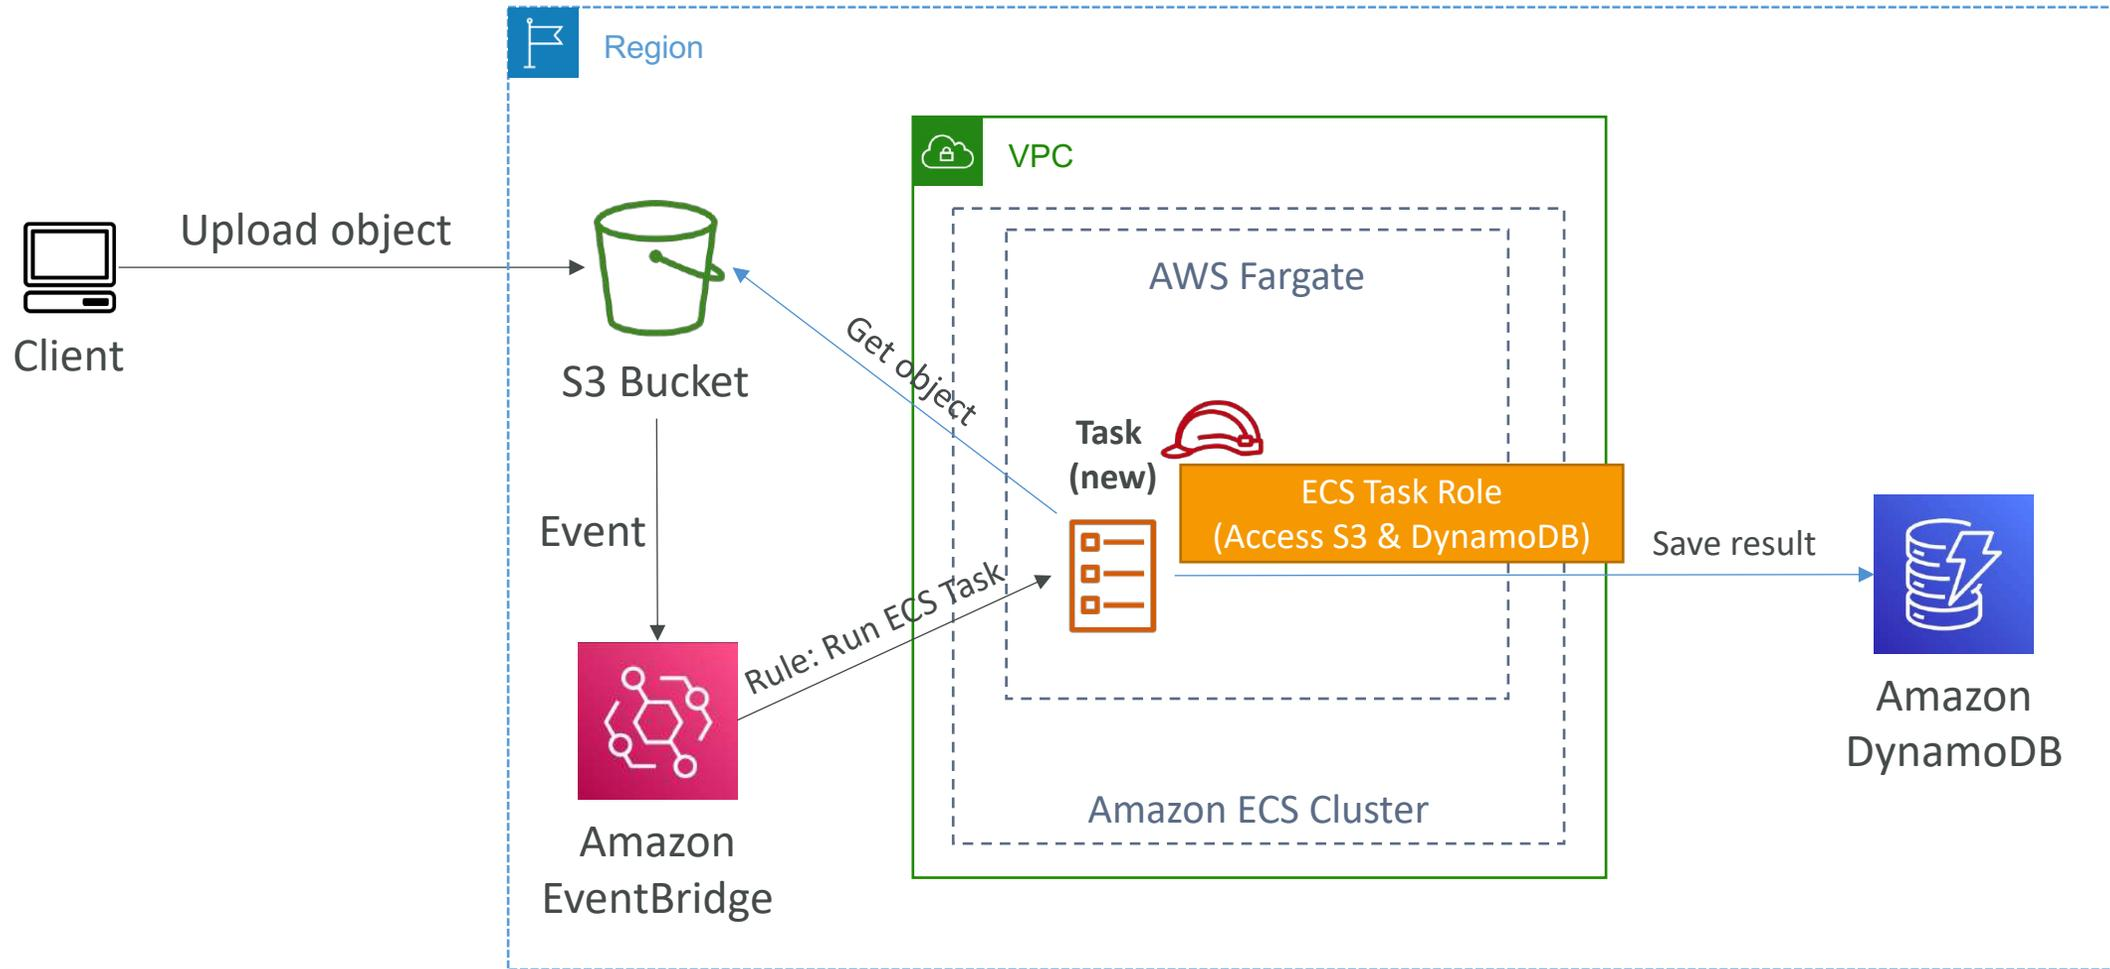 Region
VPC
Upload object
Client
S3 Bucket
AWS Fargate
Get object
Task
(new)
ECS Task Role
(Access S3 & DynamoDB)
Event
Save result
Rule: Run ECS Task
Amazon
DynamoDB
Amazon ECS Cluster
Amazon
EventBridge